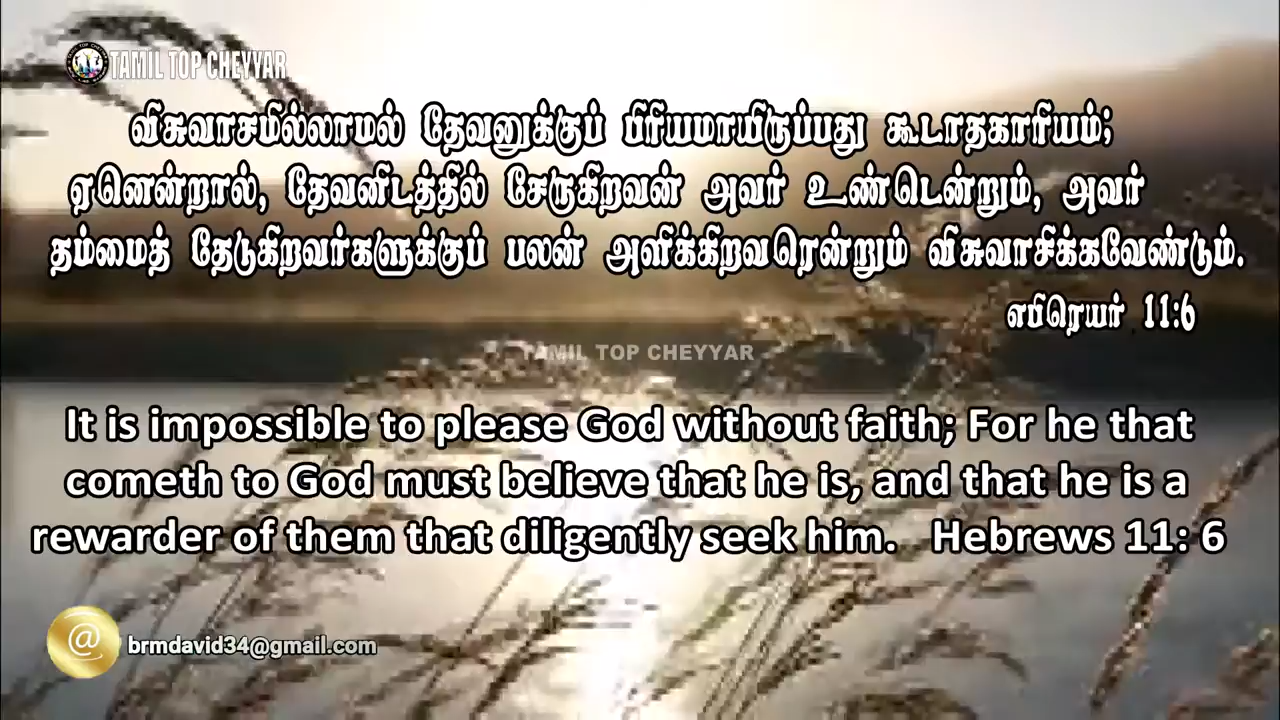 TAMIL TOP CHEYYAR
விசுவாசமில்லாமல் தேவனுக்குப் பிரியமாயிருப்பது கூடாதகாரியம்;
ஏனென்றால், தேவனிடத்தில் சேருகிறவன் அவர் உண்டென்றும், அவர்
தம்மைத் தேடுகிறவர்களுக்குப் பலன் அளிக்கிறவரென்றும் விசுவாசிக்கவேண்டும்.
எபிரெயர் 11:6
TAMIL TOP CHEYYAR
It is impossible to please God without faith; For he that
cometh to God must believe that he is, and that he is a
rewarder of them that diligently seek him. Hebrews 11: 6
@ brmdavid34@gmail.com